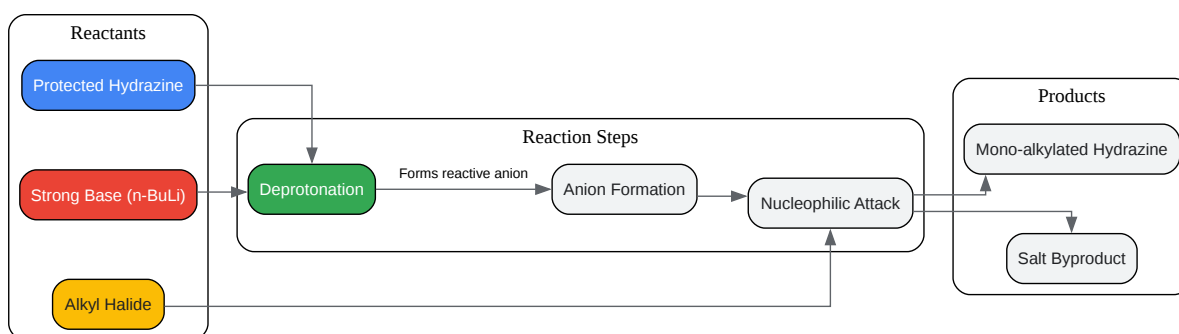 Reactants
Protected Hydrazine
Strong Base (n-BuLi)
Alkyl Halide
Reaction Steps
Deprotonation
Forms reactive anion
Anion Formation
Nucleophilic Attack
Products
Mono-alkylated Hydrazine
Salt Byproduct